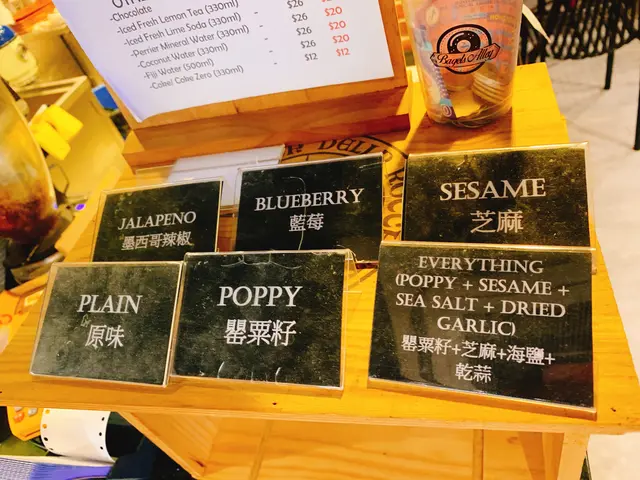 -Chocolate
-Iced Freh Lemon Tea (330ml)
-Iced Freh Lime Soda (330ml) - $26
-Perrier Mineral Water (330ml) - $26 $20
-Coconut Water (330ml) - $26 $20
-Fiji Water (500ml) - $26 $20
-Coke/ Coke Zero (330ml) - $12 $12
Bagels Alley
JALAPENO
墨西哥辣椒
BLUEBERRY
藍莓
SESAME
芝麻
PLAIN
原味
POPPY
罌粟籽
EVERYTHING
(POPPY + SESAME +
SEA SALT + DRIED
GARLIC)
罌粟籽+芝麻+海鹽+
乾蒜